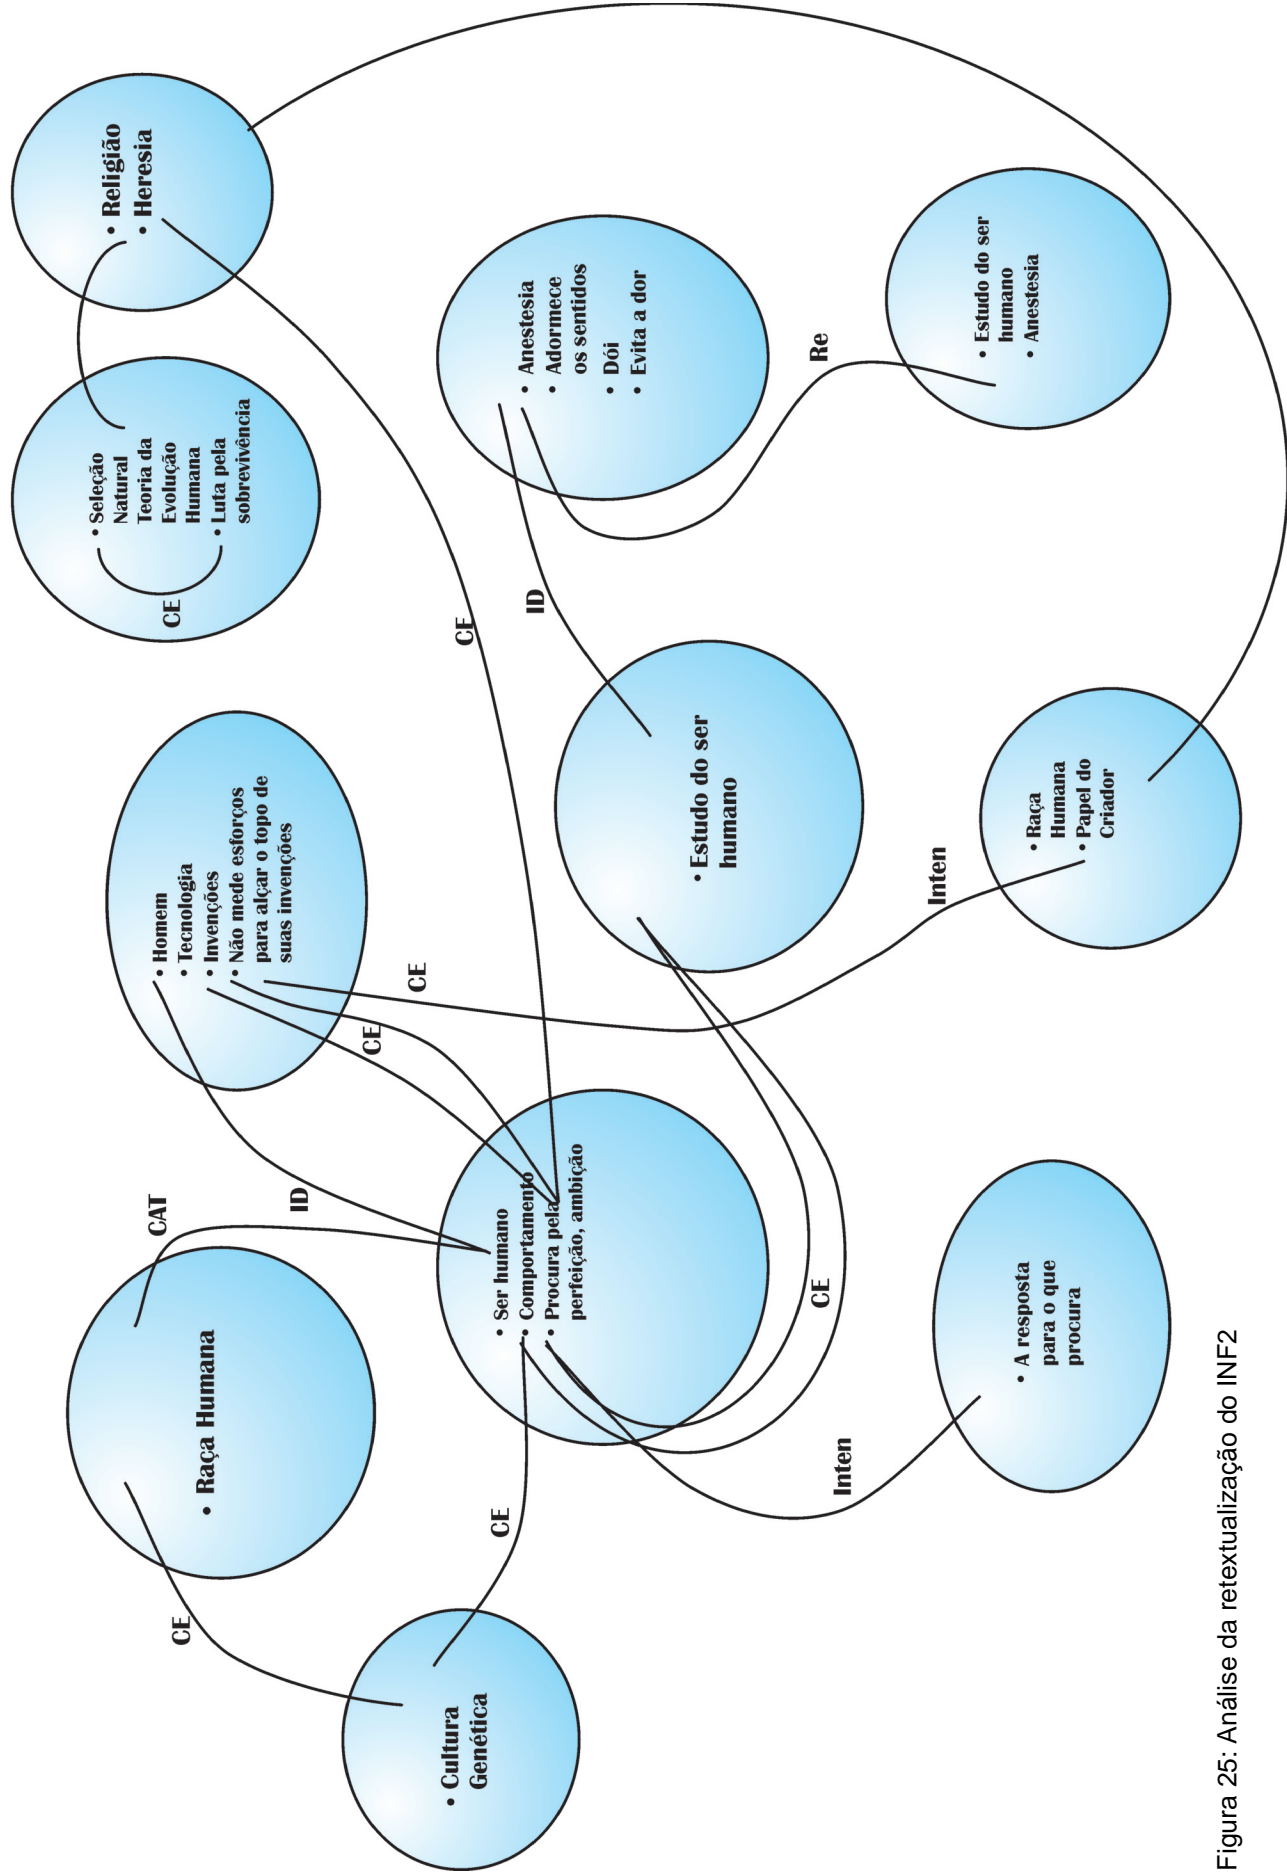 • Raça Humana
CE
CAT
ID
• Homem
• Tecnologia
• Invenções
• Não mede esforços
para alçar o topo de
suas invenções
CE
CE
• Seleção
Natural
Teoria da
Evolução
Humana
• Luta pela
sobrevivência
CE
• Religião
• Heresia
• Cultura
Genética
CE
• Ser humano
• Comportamento
• Procura pela
perfeição, ambição
CE
ID
• Anestesia
• Adormece
os sentidos
• Dói
• Evita a dor
• Estudo do ser
humano
CE
Inten
Inten
Re
• A resposta
para o que
procura
• Raça
Humana
• Papel do
Criador
• Estudo do ser
humano
• Anestesia
Figura 25: Análise da retextualização do INF2